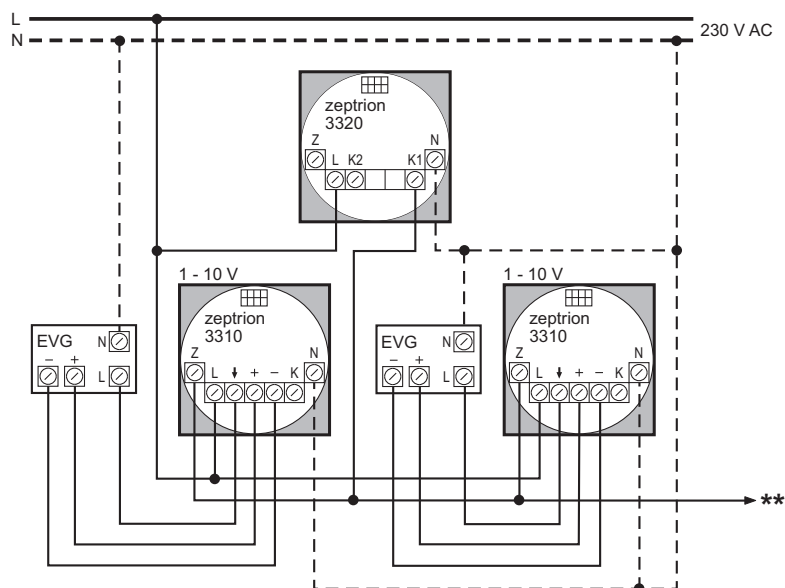 L
N
230 V AC
zeptrion
3320
Z
N
L K2 K1
1 - 10 V
1 - 10 V
EVG
N
− +
L
zeptrion
3310
Z
N
L ↓ + − K
EVG
N
− +
L
zeptrion
3310
Z
N
L ↓ + − K
**